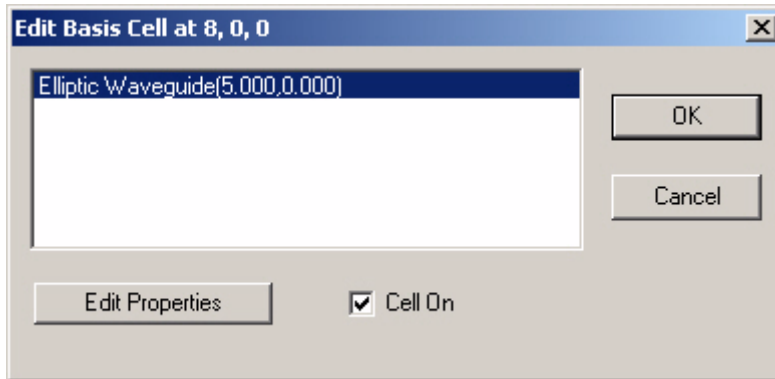 Edit Basis Cell at 8, 0, 0
Elliptic Waveguide(5.000,0.000)
OK
Cancel
Edit Properties
Cell On